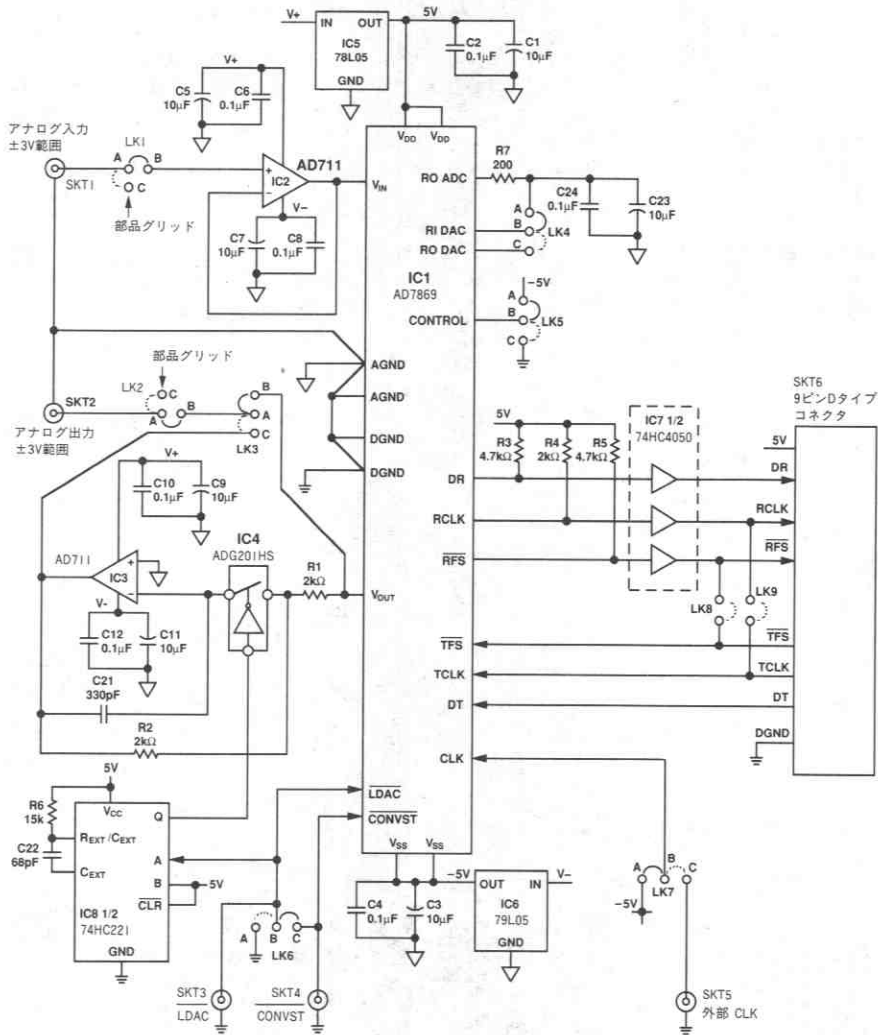 V+
IN
OUT
IC5
78L05
GND
5V
C2
0.1μF
C1
10μF
V+
C5
10μF
C6
0.1μF
アナログ入力
±3V範囲
LK1
A
B
C
SKT1
部品グリッド
AD711
+
IC2
−
V−
C7
10μF
C8
0.1μF
VDD
VDD
VIN
RO ADC
R7
200
C24
0.1μF
C23
10μF
A
RI DAC
B
LK4
RO DAC
C
IC1
AD7869
−5V
A
CONTROL
B
LK5
C
部品グリッド
LK2
C
A
B
SKT2
アナログ出力
±3V範囲
B
A
C
LK3
AGND
AGND
DGND
DGND
V+
C10
0.1μF
C9
10μF
AD711
+
IC3
−
V-
C12
0.1μF
C11
10μF
C21
330pF
IC4
ADG201HS
R1
2kΩ
VOUT
R2
2kΩ
5V
R3
4.7kΩ
R4
2kΩ
R5
4.7kΩ
IC7 1/2
74HC4050
SKT6
9ピンDタイプ
コネクタ
5V
DR
DR
RCLK
RCLK
RFS
RFS
LK8
LK9
TFS
TFS
TCLK
TCLK
DT
DT
DGND
CLK
5V
R6
15k
VCC
Q
REXT/CEXT
C22
68pF
CEXT
A
B
5V
CLR
IC8 1/2
74HC221
GND
LDAC
CONVST
VSS
VSS
−5V
OUT
IN
V−
IC6
79L05
GND
C4
0.1μF
C3
10μF
A
B
C
LK6
A
B
C
LK7
−5V
SKT3
LDAC
SKT4
CONVST
SKT5
外部 CLK